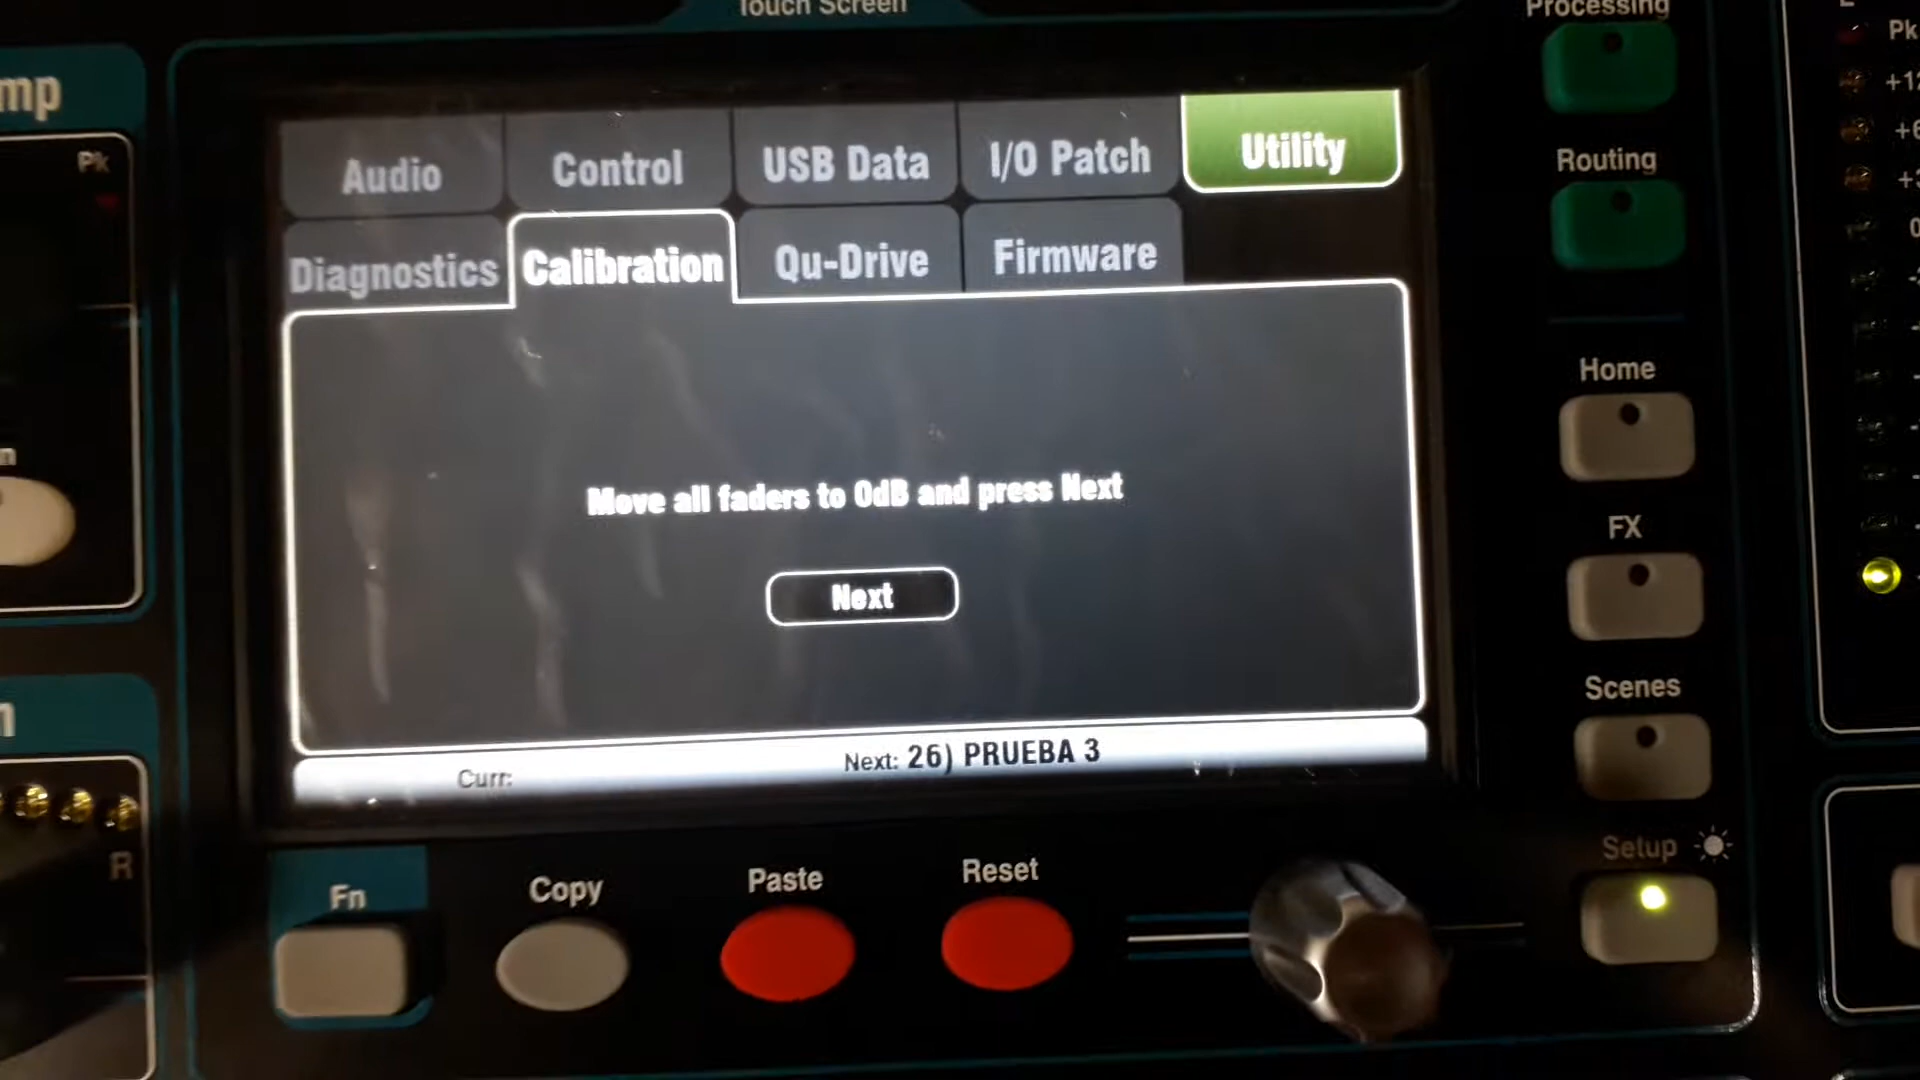 Touch Screen
Processing
mp
Pk
Audio
Control
USB Data
I/O Patch
Utility
Diagnostics
Calibration
Qu-Drive
Firmware
Routing
Pk
+12
+6
+3
0
Home
Move all faders to 0dB and press Next
Next
FX
Scenes
Curr:
Next: 26) PRUEBA 3
R
Fn
Copy
Paste
Reset
Setup